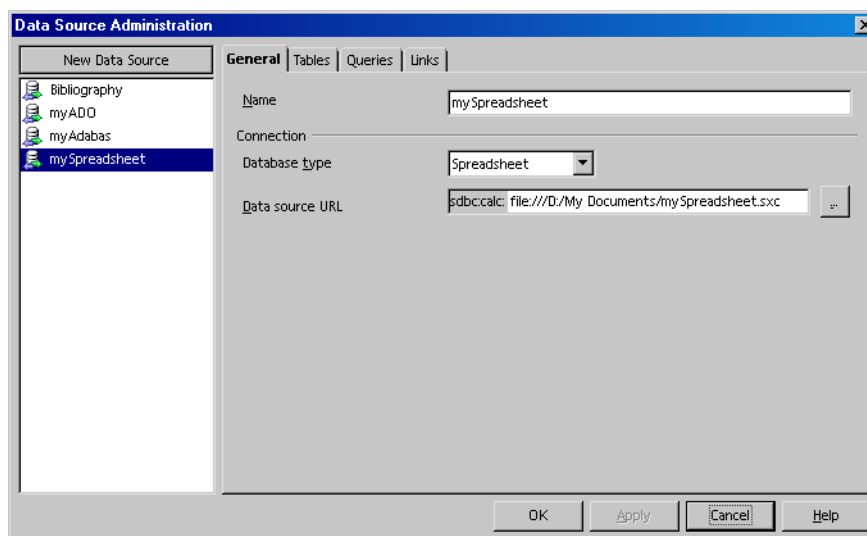 Data Source Administration
New Data Source
Bibliography
myADO
myAdabas
mySpreadsheet
General Tables Queries Links
Name mySpreadsheet
Connection
Database type Spreadsheet
Data source URL sdbc:calc: file:///D:/My Documents/mySpreadsheet.sxc ...
OK Apply Cancel Help